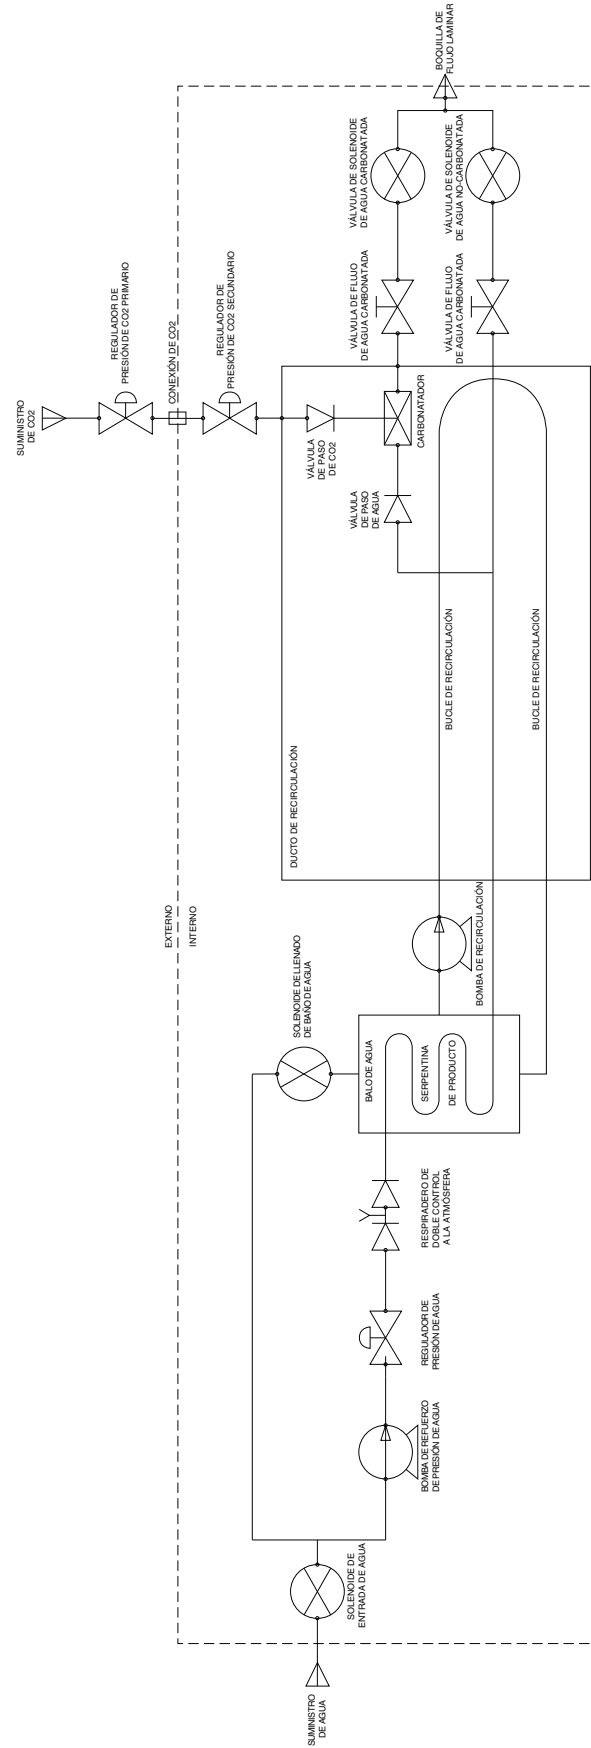 SUMINISTRO
DE AGUA
SOLENOIDE DE
ENTRADA DE AGUA
BOMBA DE REFUERZO
DE PRESIÓN DE AGUA
REGULADOR DE
PRESIÓN DE AGUA
RESPIRADERO DE
DOBLE CONTROL
A LA ATMÓSFERA
SOLENOIDE DE LLENADO
DE BAÑO DE AGUA
BALO DE AGUA
SERPENTINA
DE PRODUCTO
BOMBA DE RECIRCULACIÓN
EXTERNO
INTERNO
DUCTO DE RECIRCULACIÓN
BUCLE DE RECIRCULACIÓN
BUCLE DE RECIRCULACIÓN
SUMINISTRO
DE CO2
REGULADOR DE
PRESIÓN DE CO2 PRIMARIO
CONEXIÓN DE CO2
REGULADOR DE
PRESIÓN DE CO2 SECUNDARIO
VÁLVULA
DE PASO
DE CO2
VÁLVULA
DE PASO
DE AGUA
CARBONATADOR
VÁLVULA DE FLUJO
DE AGUA CARBONATADA
VÁLVULA DE FLUJO
DE AGUA CARBONATADA
VÁLVULA DE SOLENOIDE
DE AGUA CARBONATADA
VÁLVULA DE SOLENOIDE
DE AGUA NO-CARBONATADA
BOQUILLA DE
FLUJO LAMINAR